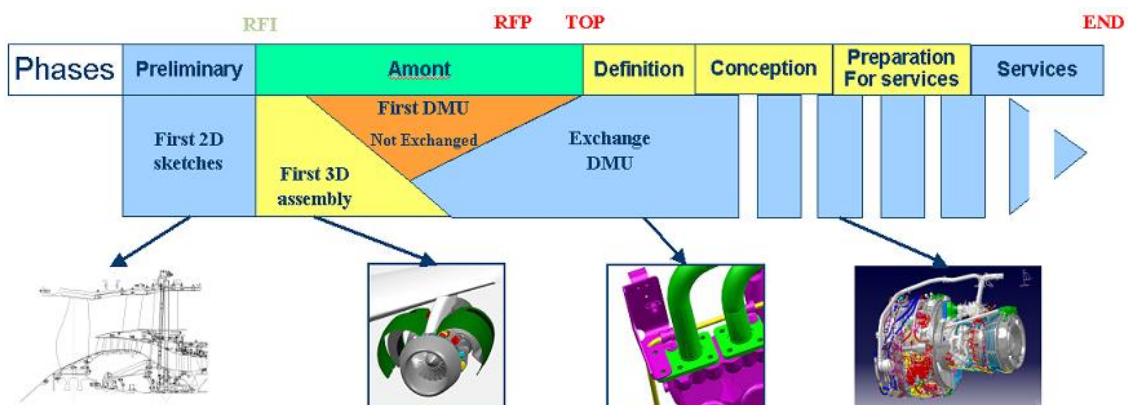 RFI RFP TOP END
Phases Preliminary Amont Definition Conception Preparation For services Services
First DMU
Not Exchanged
First 2D
sketches
Exchange
DMU
First 3D
assembly